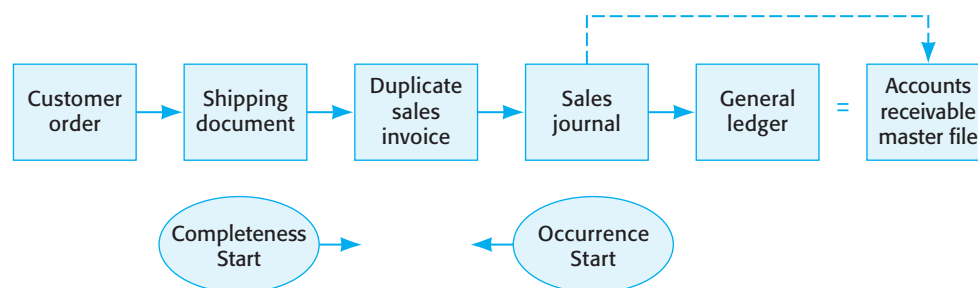 Customer
order
Shipping
document
Duplicate
sales
invoice
Sales
journal
General
ledger
=
Accounts
receivable
master file
Completeness
Start
Occurrence
Start